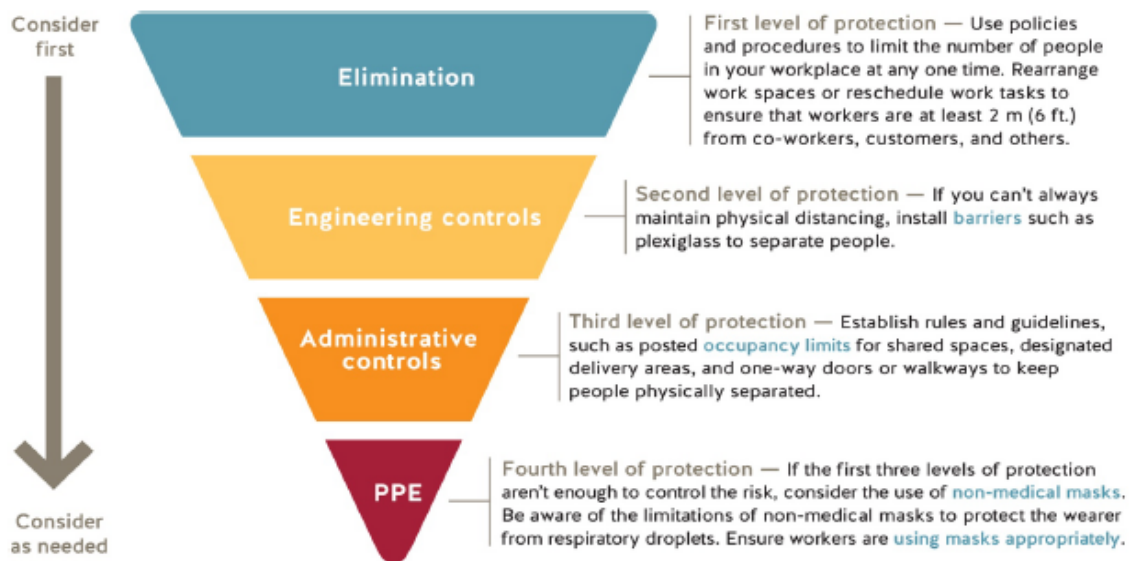 Consider
first
Elimination
First level of protection — Use policies
and procedures to limit the number of people
in your workplace at any one time. Rearrange
work spaces or reschedule work tasks to
ensure that workers are at least 2 m (6 ft.)
from co-workers, customers, and others.
Engineering controls
Second level of protection — If you can't always
maintain physical distancing, install barriers such as
plexiglass to separate people.
Administrative
controls
Third level of protection — Establish rules and guidelines,
such as posted occupancy limits for shared spaces, designated
delivery areas, and one-way doors or walkways to keep
people physically separated.
PPE
Fourth level of protection — If the first three levels of protection
aren't enough to control the risk, consider the use of non-medical masks.
Be aware of the limitations of non-medical masks to protect the wearer
from respiratory droplets. Ensure workers are using masks appropriately.
Consider
as needed